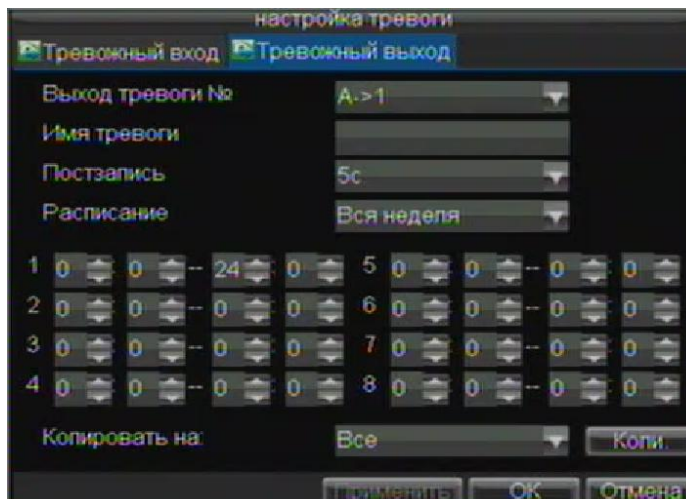 настройка тревоги
Тревожный вход Тревожный выход
Выход тревоги № A->1
Имя тревоги
Постзапись 5с
Расписание Вся неделя
1 0 : 0 -- 24 : 0 5 0 : 0 -- 0 : 0
2 0 : 0 -- 0 : 0 6 0 : 0 -- 0 : 0
3 0 : 0 -- 0 : 0 7 0 : 0 -- 0 : 0
4 0 : 0 -- 0 : 0 8 0 : 0 -- 0 : 0
Копировать на: Все Копи.
Применить OK Отмена